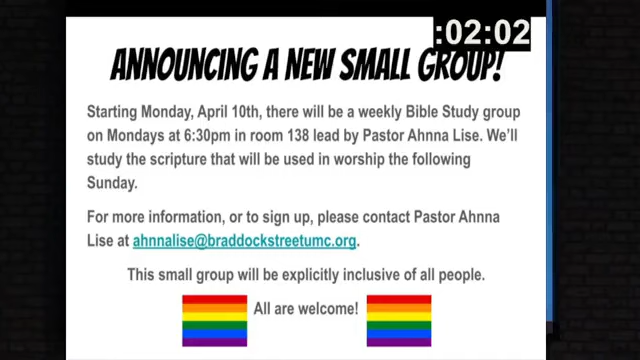 :02:02
ANNOUNCING A NEW SMALL GROUP!
Starting Monday, April 10th, there will be a weekly Bible Study group
on Mondays at 6:30pm in room 138 lead by Pastor Ahnna Lise. We'll
study the scripture that will be used in worship the following
Sunday.
For more information, or to sign up, please contact Pastor Ahnna
Lise at ahnnalise@braddockstreetumc.org.
This small group will be explicitly inclusive of all people.
All are welcome!